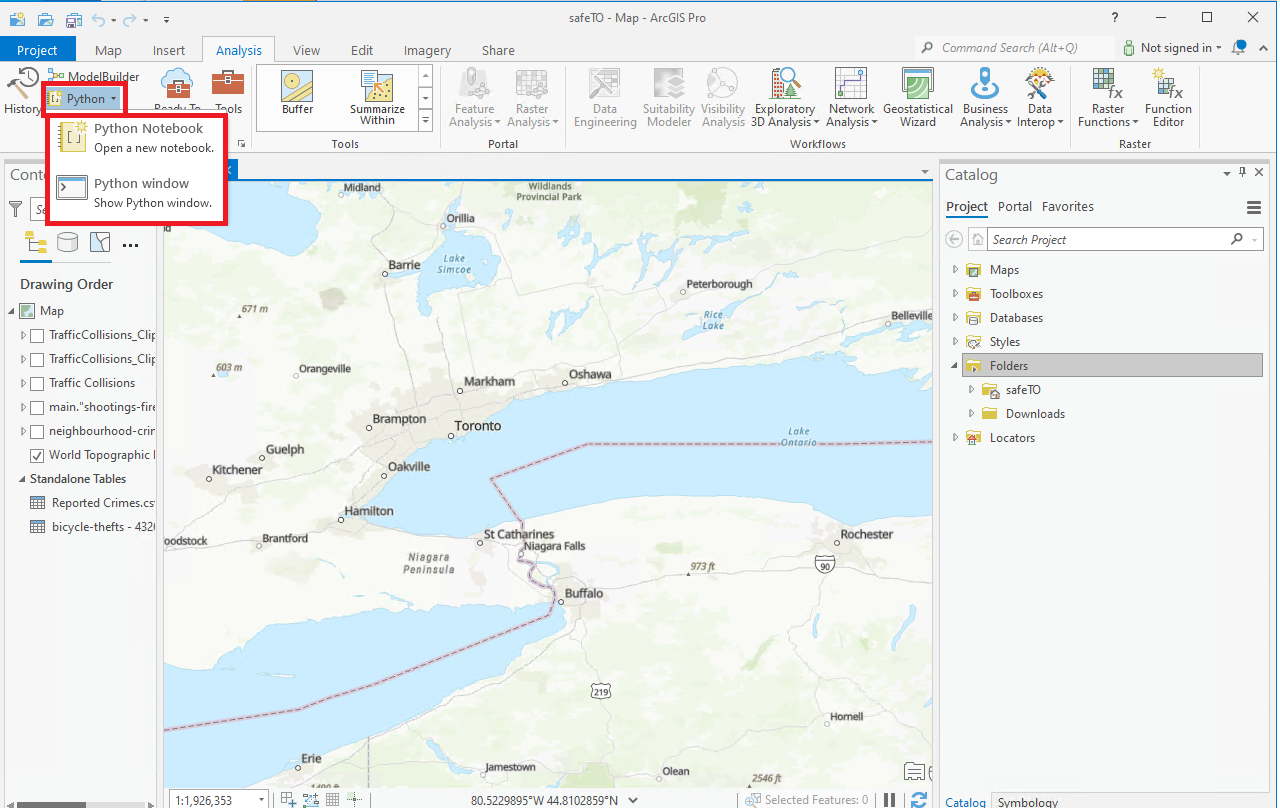 safeTO - Map - ArcGIS Pro
?
Project
Map
Insert
Analysis
View
Edit
Imagery
Share
Command Search (Alt+Q)
Not signed in
History
ModelBuilder
Python
Ready To
Tools
Buffer
Summarize
Within
Tools
Feature
Analysis
Raster
Analysis
Portal
Data
Engineering
Suitability
Modeler
Visibility
Analysis
Exploratory
3D Analysis
Network
Analysis
Geostatistical
Wizard
Business
Analysis
Data
Interop
Workflows
Raster
Functions
Function
Editor
Raster
Python Notebook
Open a new notebook.
Python window
Show Python window.
Conte
Se
Drawing Order
Map
TrafficCollisions_Clip
TrafficCollisions_Clip
Traffic Collisions
main."shootings-fire
neighbourhood-crin
World Topographic
Standalone Tables
Reported Crimes.csv
bicycle-thefts - 4326
Midland
Wildlands
Provincial Park
Orillia
Lake
Simcoe
Barrie
671 m
Peterborough
Rice
Lake
Belleville
603 m
Orangeville
Markham
Oshawa
Brampton
Toronto
Lake
Ontario
Guelph
Kitchener
Oakville
Hamilton
oodstock
Brantford
St Catharines
Niagara Falls
Niagara
Peninsula
Rochester
90
973 ft
Buffalo
219
Hornell
Erie
1490 ft
Jamestown
Olean
2546 ft
1:1,926,353
80.5229895°W 44.8102859°N
Selected Features: 0
Catalog
Project
Portal
Favorites
Search Project
Maps
Toolboxes
Databases
Styles
Folders
safeTO
Downloads
Locators
Catalog
Symbology